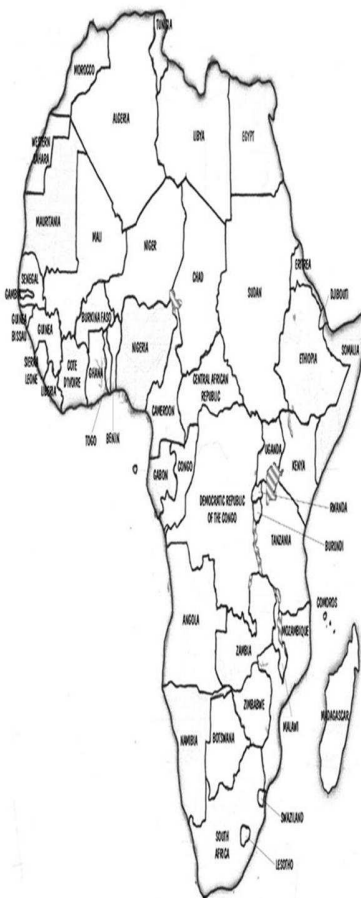 TUNISIA
MOROCCO
ALGERIA
LIBYA
EGYPT
WESTERN
SAHARA
MAURITANIA
MALI
NIGER
CHAD
SUDAN
ERITREA
DJIBOUTI
SENEGAL
GAMBIA
GUINEA
BISSAU
GUINEA
BURKINA FASO
NIGERIA
SOMALIA
ETHIOPIA
SIERRA
LEONE
LIBERIA
COTE
D'IVOIRE
GHANA
TOGO
BENIN
CENTRAL AFRICAN
REPUBLIC
CAMEROON
UGANDA
KENYA
GABON
CONGO
DEMOCRATIC REPUBLIC
OF THE CONGO
RWANDA
BURUNDI
TANZANIA
COMOROS
ANGOLA
ZAMBIA
MOZAMBIQUE
MALAWI
ZIMBABWE
MADAGASCAR
NAMIBIA
BOTSWANA
SWAZILAND
SOUTH
AFRICA
LESOTHO